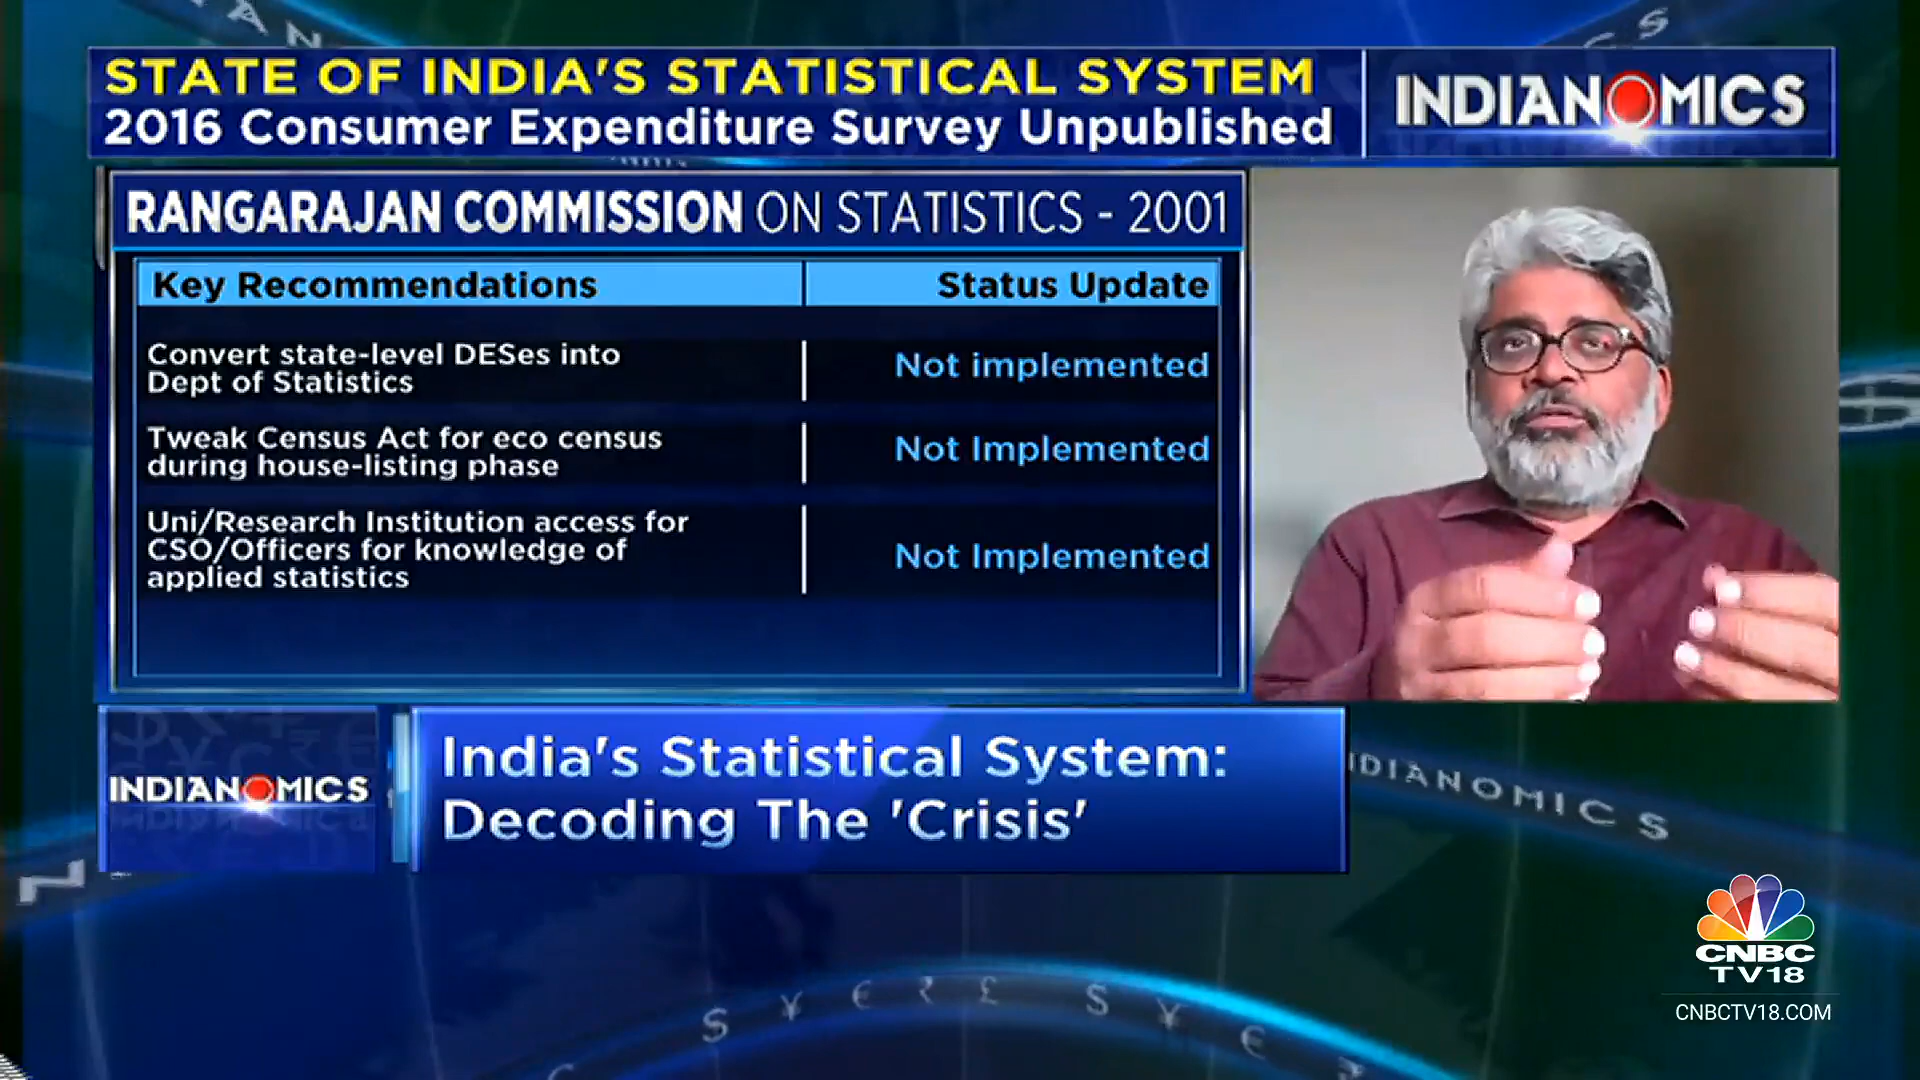 STATE OF INDIA'S STATISTICAL SYSTEM
2016 Consumer Expenditure Survey Unpublished
INDIANOMICS
RANGARAJAN COMMISSION ON STATISTICS - 2001
Key Recommendations
Status Update
Convert state-level DESes into
Dept of Statistics
Not implemented
Tweak Census Act for eco census
during house-listing phase
Not Implemented
Uni/Research Institution access for
CSO/Officers for knowledge of
applied statistics
Not Implemented
INDIANOMICS
India's Statistical System:
Decoding The 'Crisis'
INDIANOMICS
CNBC
TV18
CNBCTV18.COM